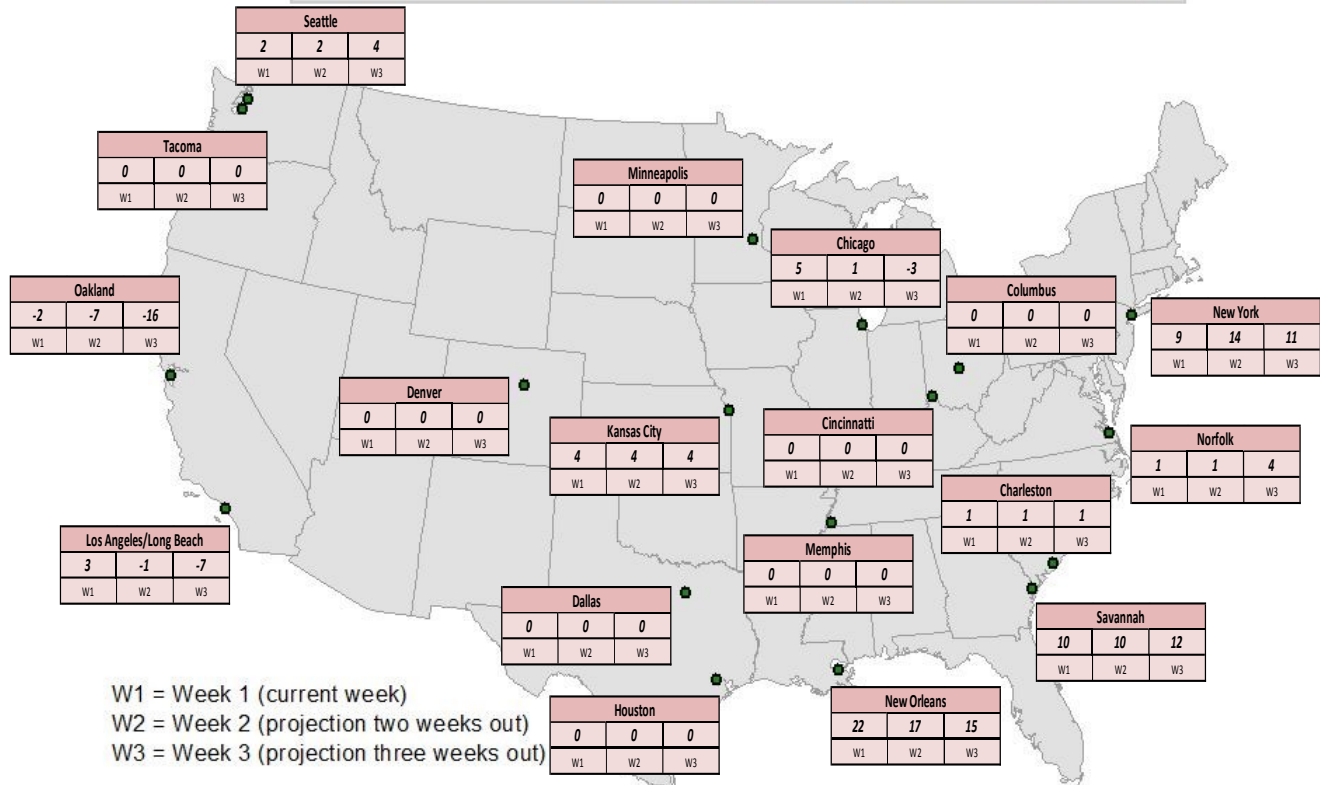 Seattle
2 2 4
W1 W2 W3
Tacoma
0 0 0
W1 W2 W3
Minneapolis
0 0 0
W1 W2 W3
Chicago
5 1 -3
W1 W2 W3
Oakland
-2 -7 -16
W1 W2 W3
Columbus
0 0 0
W1 W2 W3
New York
9 14 11
W1 W2 W3
Denver
0 0 0
W1 W2 W3
Kansas City
4 4 4
W1 W2 W3
Cincinnatti
0 0 0
W1 W2 W3
Norfolk
1 1 4
W1 W2 W3
Charleston
1 1 1
W1 W2 W3
Los Angeles/Long Beach
3 -1 -7
W1 W2 W3
Memphis
0 0 0
W1 W2 W3
Dallas
0 0 0
W1 W2 W3
Savannah
10 10 12
W1 W2 W3
New Orleans
22 17 15
W1 W2 W3
Houston
0 0 0
W1 W2 W3
W1 = Week 1 (current week)
W2 = Week 2 (projection two weeks out)
W3 = Week 3 (projection three weeks out)